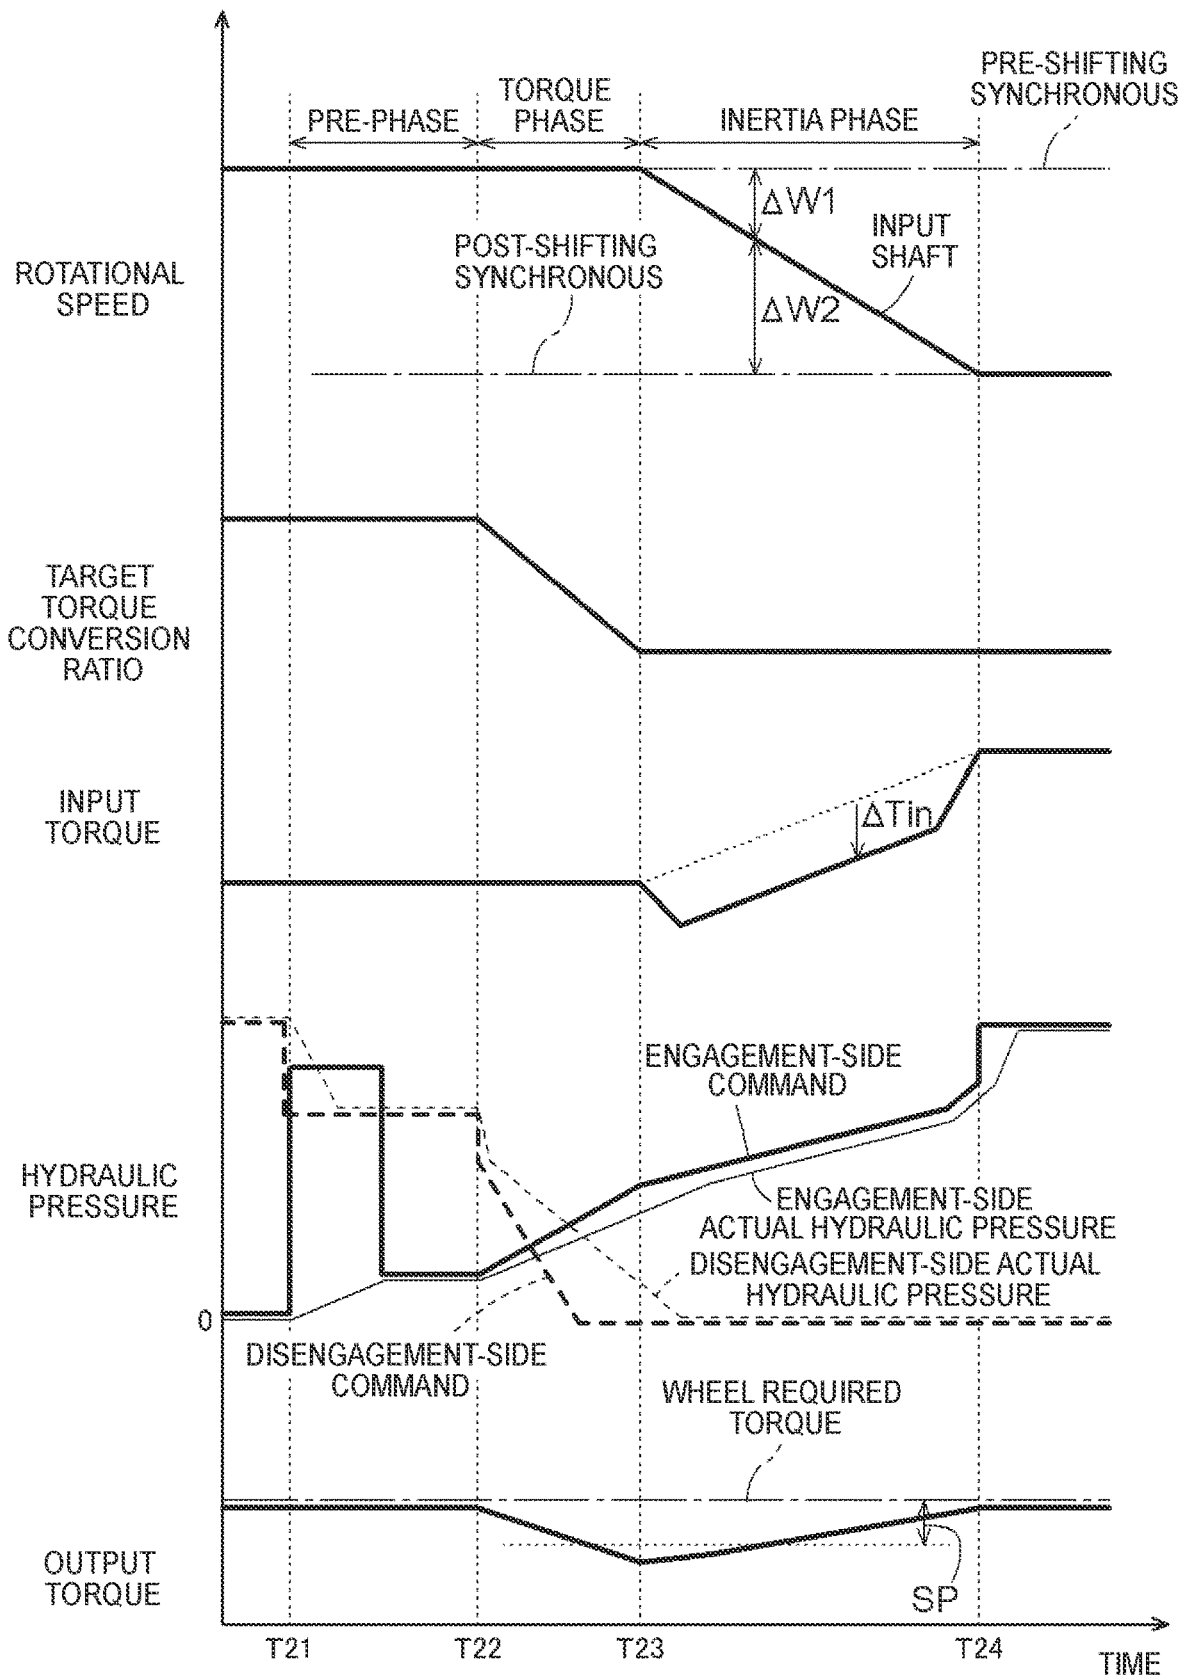 PRE-SHIFTING
SYNCHRONOUS
PRE-PHASE
TORQUE
PHASE
INERTIA PHASE
ΔW1
INPUT
SHAFT
POST-SHIFTING
SYNCHRONOUS
ΔW2
ROTATIONAL
SPEED
TARGET
TORQUE
CONVERSION
RATIO
INPUT
TORQUE
ΔTin
ENGAGEMENT-SIDE
COMMAND
HYDRAULIC
PRESSURE
ENGAGEMENT-SIDE
ACTUAL HYDRAULIC PRESSURE
DISENGAGEMENT-SIDE ACTUAL
HYDRAULIC PRESSURE
0
DISENGAGEMENT-SIDE
COMMAND
WHEEL REQUIRED
TORQUE
OUTPUT
TORQUE
SP
T21
T22
T23
T24
TIME